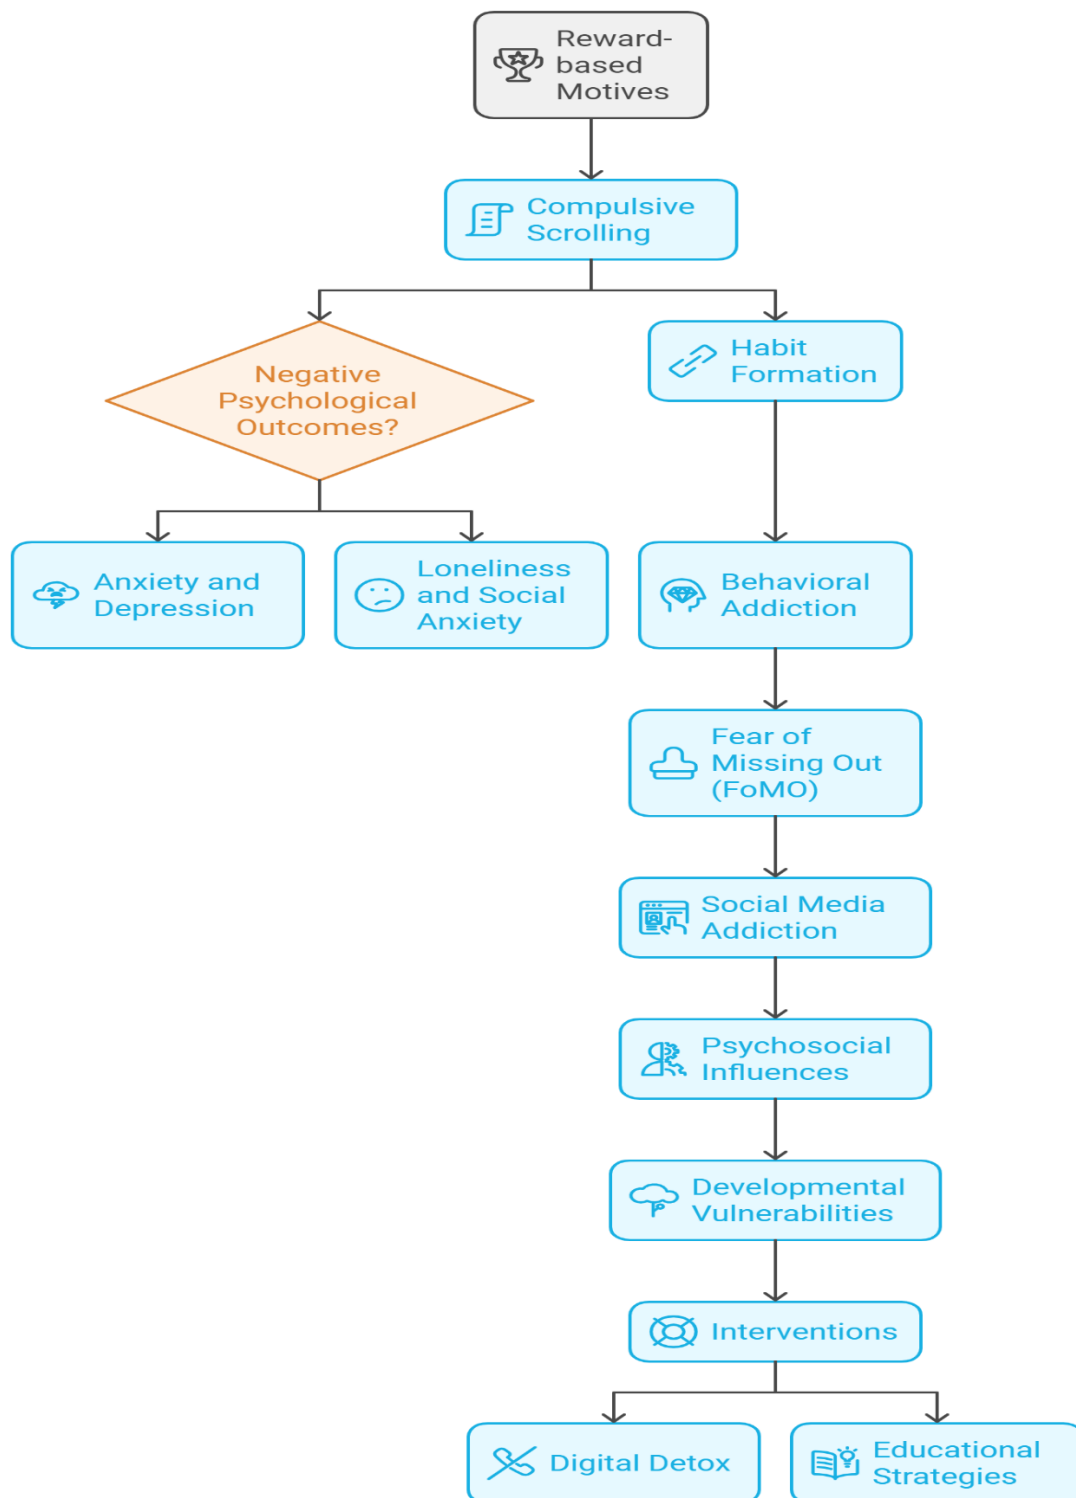 Reward-
based
Motives
Compulsive
Scrolling
Negative
Psychological
Outcomes?
Habit
Formation
Anxiety and
Depression
Loneliness
and Social
Anxiety
Behavioral
Addiction
Fear of
Missing Out
(FoMO)
Social Media
Addiction
Psychosocial
Influences
Developmental
Vulnerabilities
Interventions
Digital Detox
Educational
Strategies